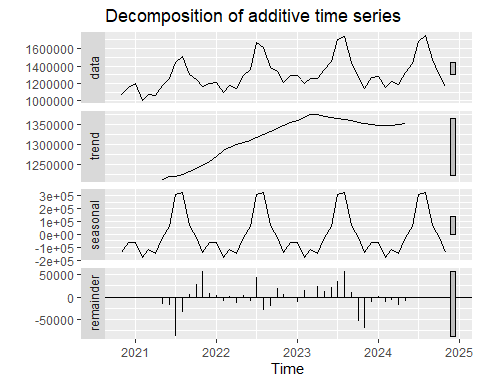 Decomposition of additive time series
data
1600000
1400000
1200000
1000000
trend
1350000
1300000
1250000
seasonal
3e+05
2e+05
1e+05
0e+00
-1e+05
-2e+05
remainder
50000
0
-50000
2021 2022 2023 2024 2025
Time